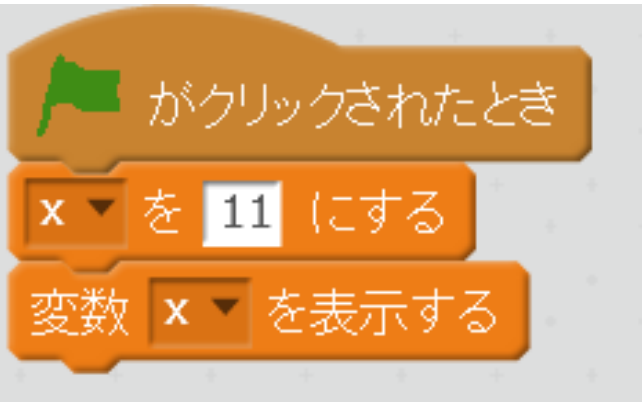 がクリックされたとき
x を 11 にする
変数 x を表示する